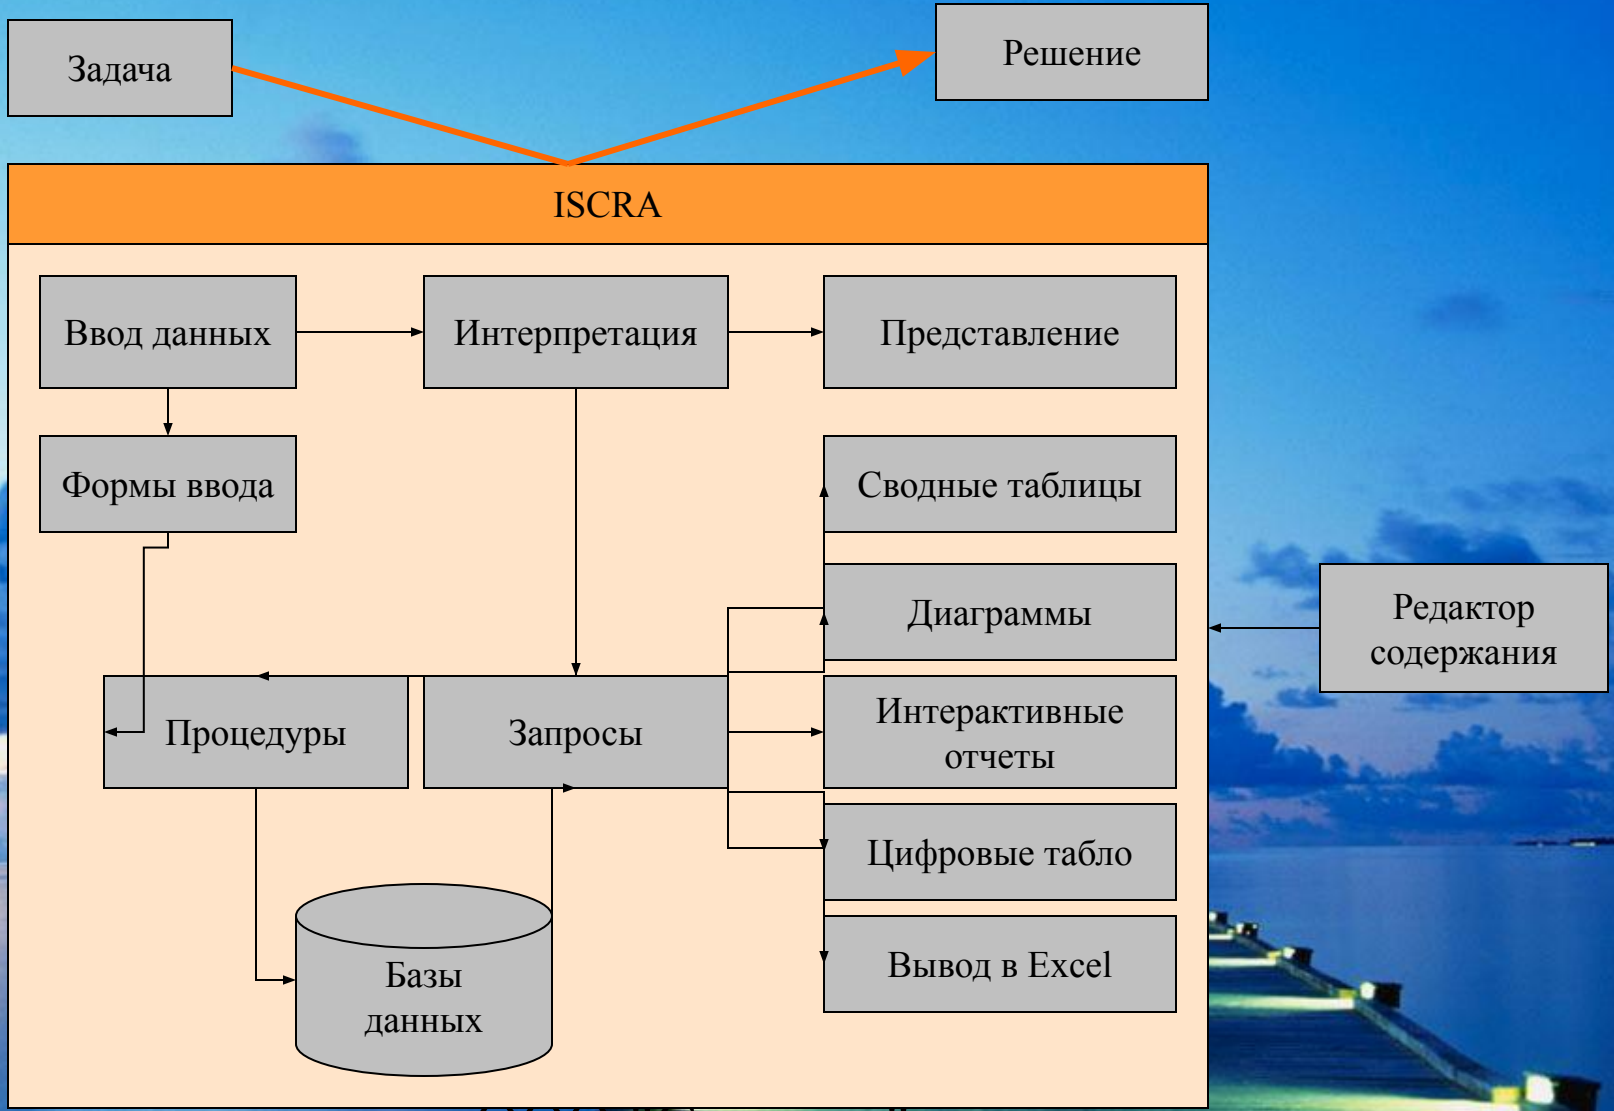 Задача
Решение
ISCRA
Ввод данных
Интерпретация
Представление
Формы ввода
Сводные таблицы
Диаграммы
Редактор
содержания
Процедуры
Запросы
Интерактивные
отчеты
Цифровые табло
Базы
данных
Вывод в Excel